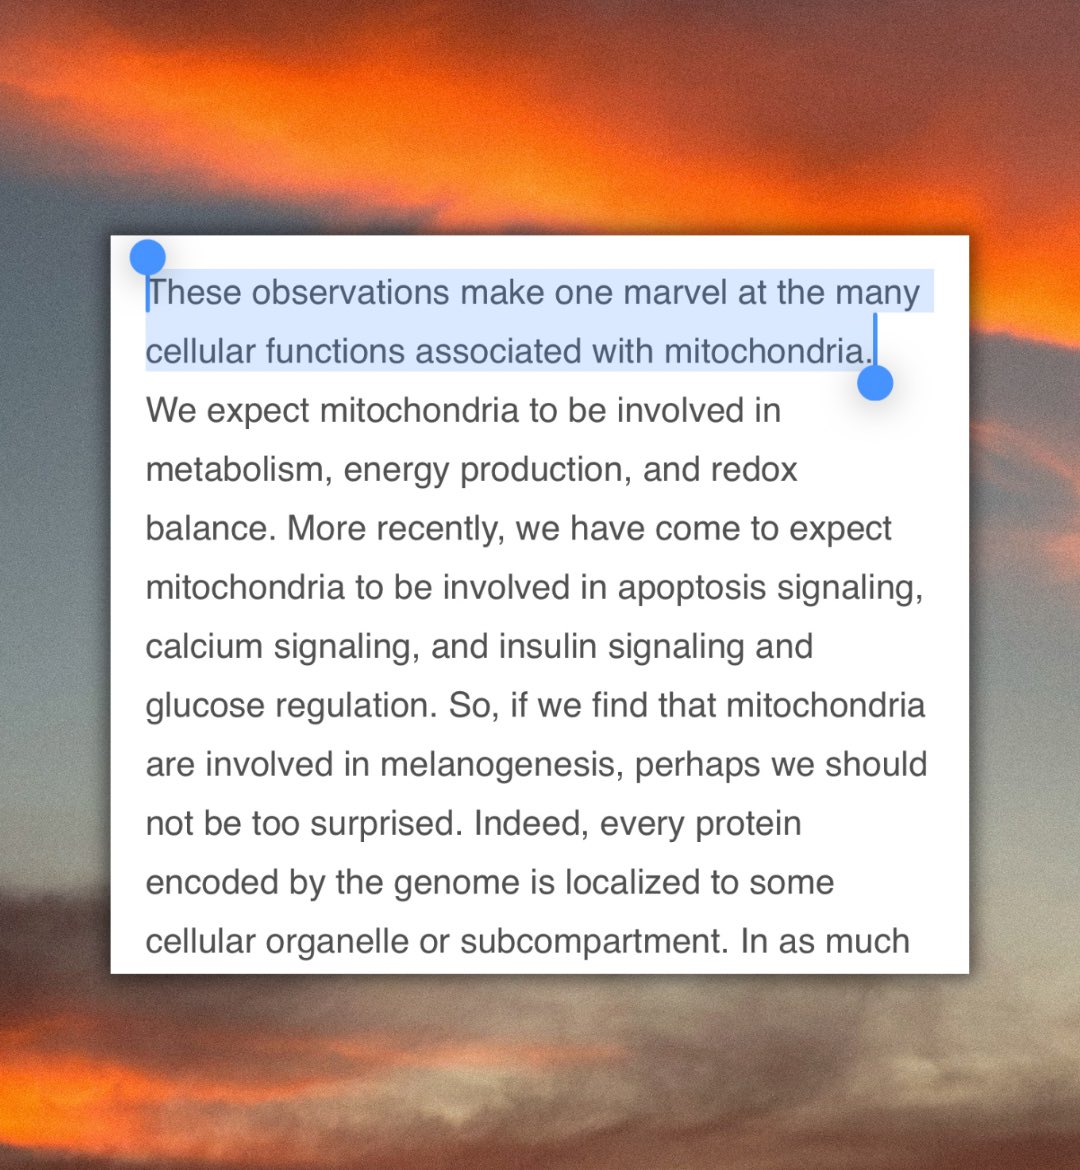 These observations make one marvel at the many
cellular functions associated with mitochondria.
We expect mitochondria to be involved in
metabolism, energy production, and redox
balance. More recently, we have come to expect
mitochondria to be involved in apoptosis signaling,
calcium signaling, and insulin signaling and
glucose regulation. So, if we find that mitochondria
are involved in melanogenesis, perhaps we should
not be too surprised. Indeed, every protein
encoded by the genome is localized to some
cellular organelle or subcompartment. In as much